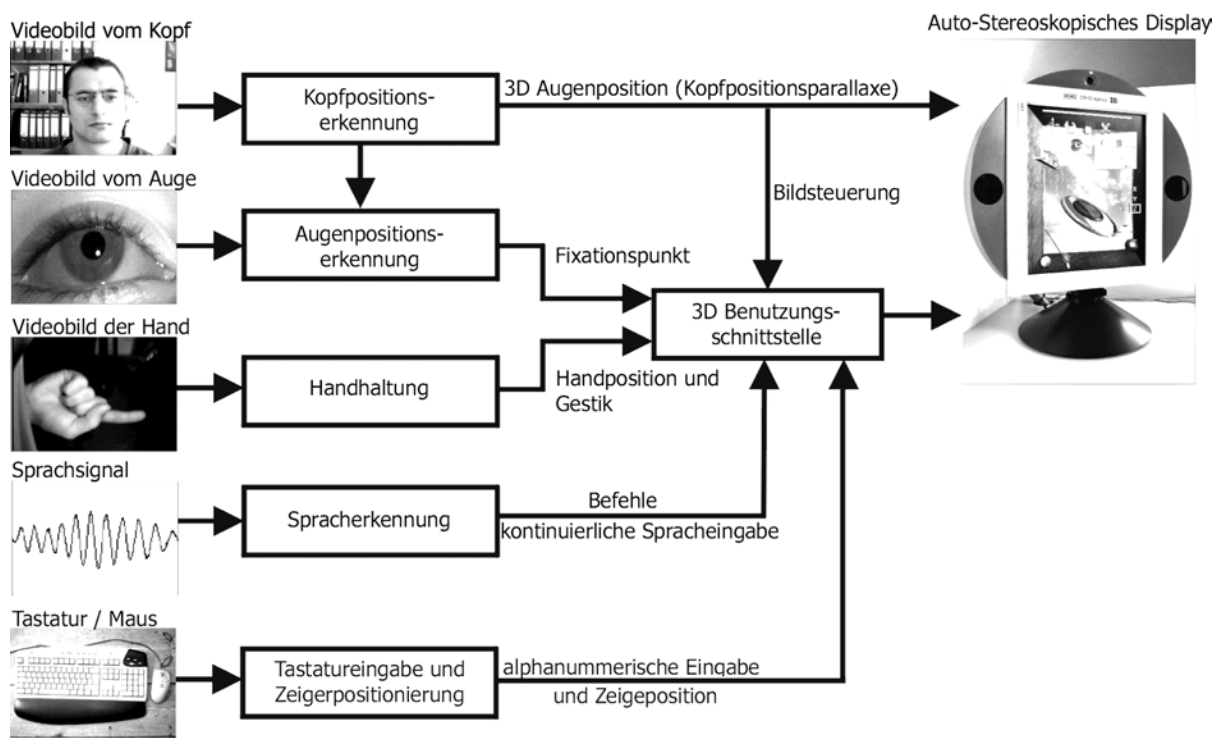 Videobild vom Kopf
Auto-Stereoskopisches Display
Kopfpositions-
erkennung
3D Augenposition (Kopfpositionsparallaxe)
Videobild vom Auge
Bildsteuerung
Augenpositions-
erkennung
Fixationspunkt
3D Benutzungs-
schnittstelle
Videobild der Hand
Handhaltung
Handposition und
Gestik
Sprachsignal
Spracherkennung
Befehle
kontinuierliche Spracheingabe
Tastatur / Maus
Tastatureingabe und
Zeigerpositionierung
alphanummerische Eingabe
und Zeigeposition